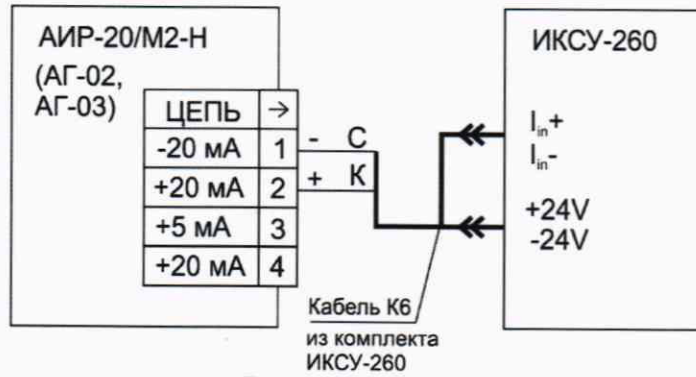 АИР-20/М2-Н
(АГ-02,
АГ-03)
ЦЕПЬ →
-20 мА 1
+20 мА 2
+5 мА 3
+20 мА 4
- С
+ К
ИКСУ-260
Iin+
Iin-
+24V
-24V
Кабель К6
из комплекта
ИКСУ-260